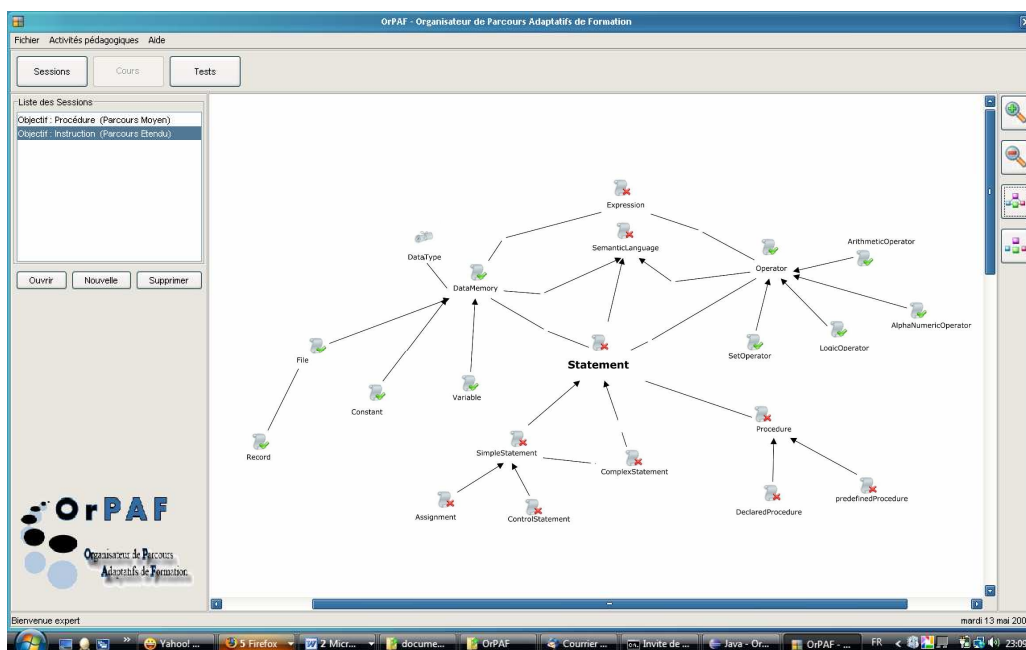 OrPAF - Organisateur de Parcours Adaptatifs de Formation
Fichier Activités pédagogiques Aide
Sessions Cours Tests
Liste des Sessions
Objectif : Procédure (Parcours Moyen)
Objectif : Instruction (Parcours Etendu)
Ouvrir Nouvelle Supprimer
Expression
SemanticLanguage
ArithmeticOperator
DataType
Operator
DataMemory
AlphaNumericOperator
LogicOperator
SetOperator
File
Statement
Constant
Variable
Procedure
Record
SimpleStatement
ComplexStatement
predefinedProcedure
DeclaredProcedure
Assignment
ControlStatement
OrPAF
Organisateur de Parcours
Adaptatifs de Formation
Bienvenue expert
mardi 13 mai 200
Yahoo! ... 5 Firefox 2 Micr... docume... OrPAF Courrier ... Invite de ... Java - Or... OrPAF - ... FR 23:09